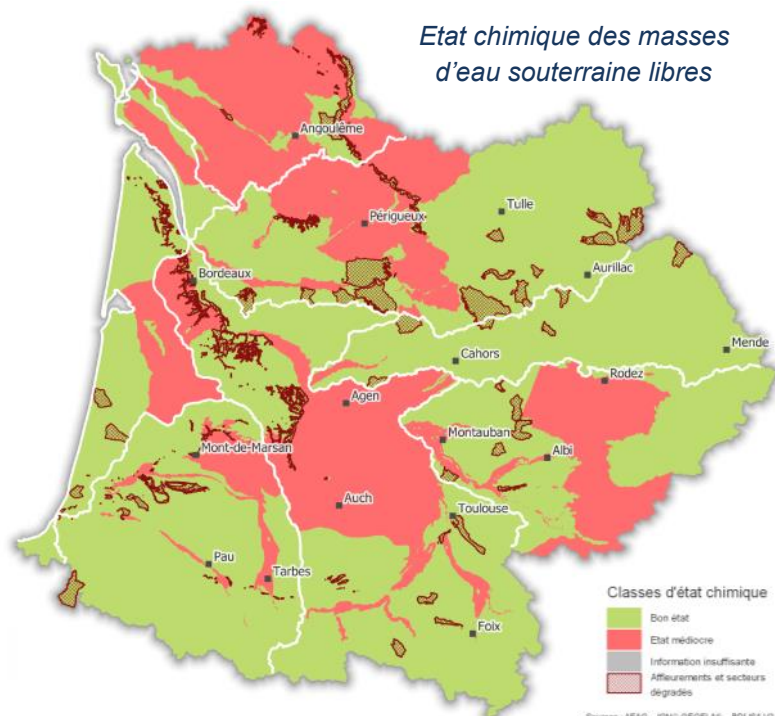 Etat chimique des masses
d'eau souterraine libres
Angoulême
Périgueux
Tulle
Aurillac
Bordeaux
Mende
Cahors
Rodez
Agen
Montauban
Albi
Mont-de-Marsan
Auch
Toulouse
Pau
Tarbes
Foix
Classes d'état chimique
Bon état
Etat médiocre
Information insuffisante
Affleurements et secteurs
dégradés